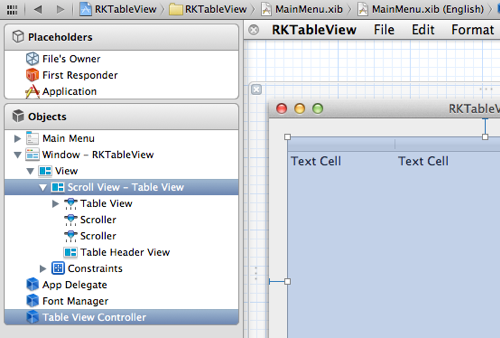 RKTableView RKTableView MainMenu.xib MainMenu.xib (English)
Placeholders
File's Owner
First Responder
Application
Objects
Main Menu
Window - RKTableView
View
Scroll View - Table View
Table View
Scroller
Scroller
Table Header View
Constraints
App Delegate
Font Manager
Table View Controller
RKTableView File Edit Format
RKTableV
Text Cell Text Cell